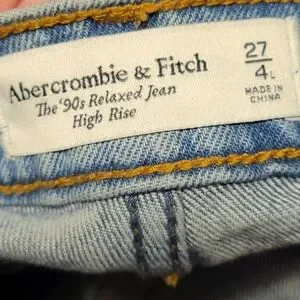 Abercrombie & Fitch
The '90s Relaxed Jean
High Rise
27
4L
MADE IN
CHINA